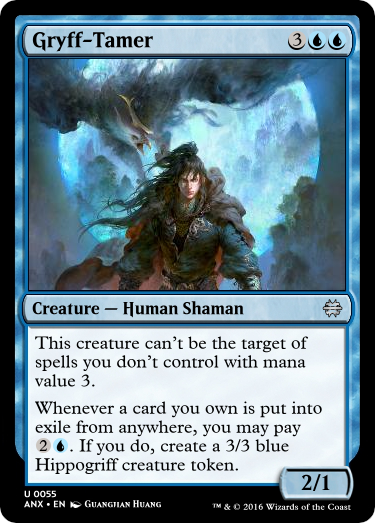 Gryff-Tamer 3
Creature — Human Shaman
This creature can't be the target of
spells you don't control with mana
value 3.
Whenever a card you own is put into
exile from anywhere, you may pay
2. If you do, create a 3/3 blue
Hippogriff creature token.
2/1
U 0055
ANX • EN Guanghan Huang
™ & © 2016 Wizards of the Coast